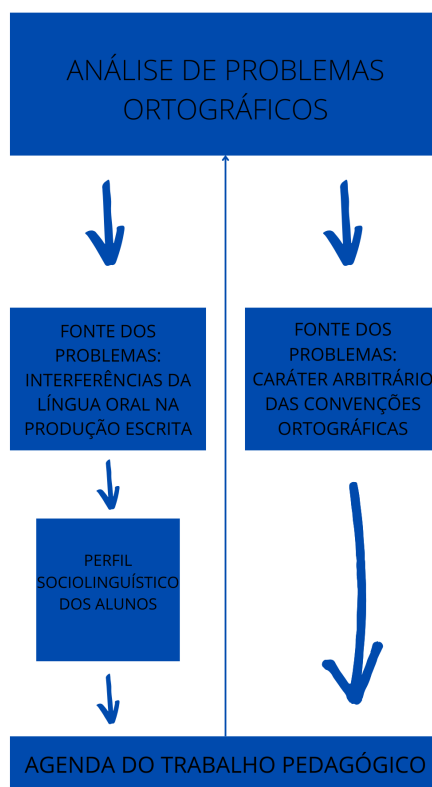 ANÁLISE DE PROBLEMAS
ORTOGRÁFICOS
FONTE DOS
PROBLEMAS:
INTERFERÊNCIAS DA
LÍNGUA ORAL NA
PRODUÇÃO ESCRITA
FONTE DOS
PROBLEMAS:
CARÁTER ARBITRÁRIO
DAS CONVENÇÕES
ORTOGRÁFICAS
PERFIL
SOCIOLINGUÍSTICO
DOS ALUNOS
AGENDA DO TRABALHO PEDAGÓGICO